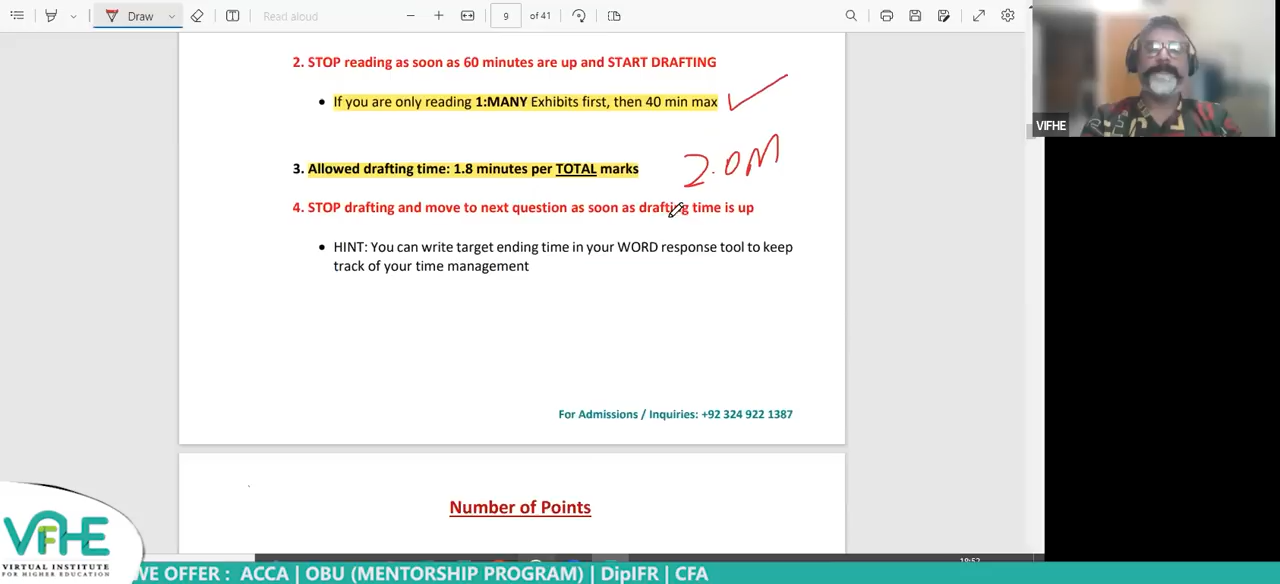 Draw
Read aloud
9
of 41
2. STOP reading as soon as 60 minutes are up and START DRAFTING
• If you are only reading 1:MANY Exhibits first, then 40 min max
3. Allowed drafting time: 1.8 minutes per TOTAL marks
2.0M
4. STOP drafting and move to next question as soon as drafting time is up
• HINT: You can write target ending time in your WORD response tool to keep
track of your time management
For Admissions / Inquiries: +92 324 922 1387
Number of Points
VIFHE
VIFHE
VIRTUAL INSTITUTE
FOR HIGHER EDUCATION
WE OFFER : ACCA | OBU (MENTORSHIP PROGRAM) | DipIFR | CFA